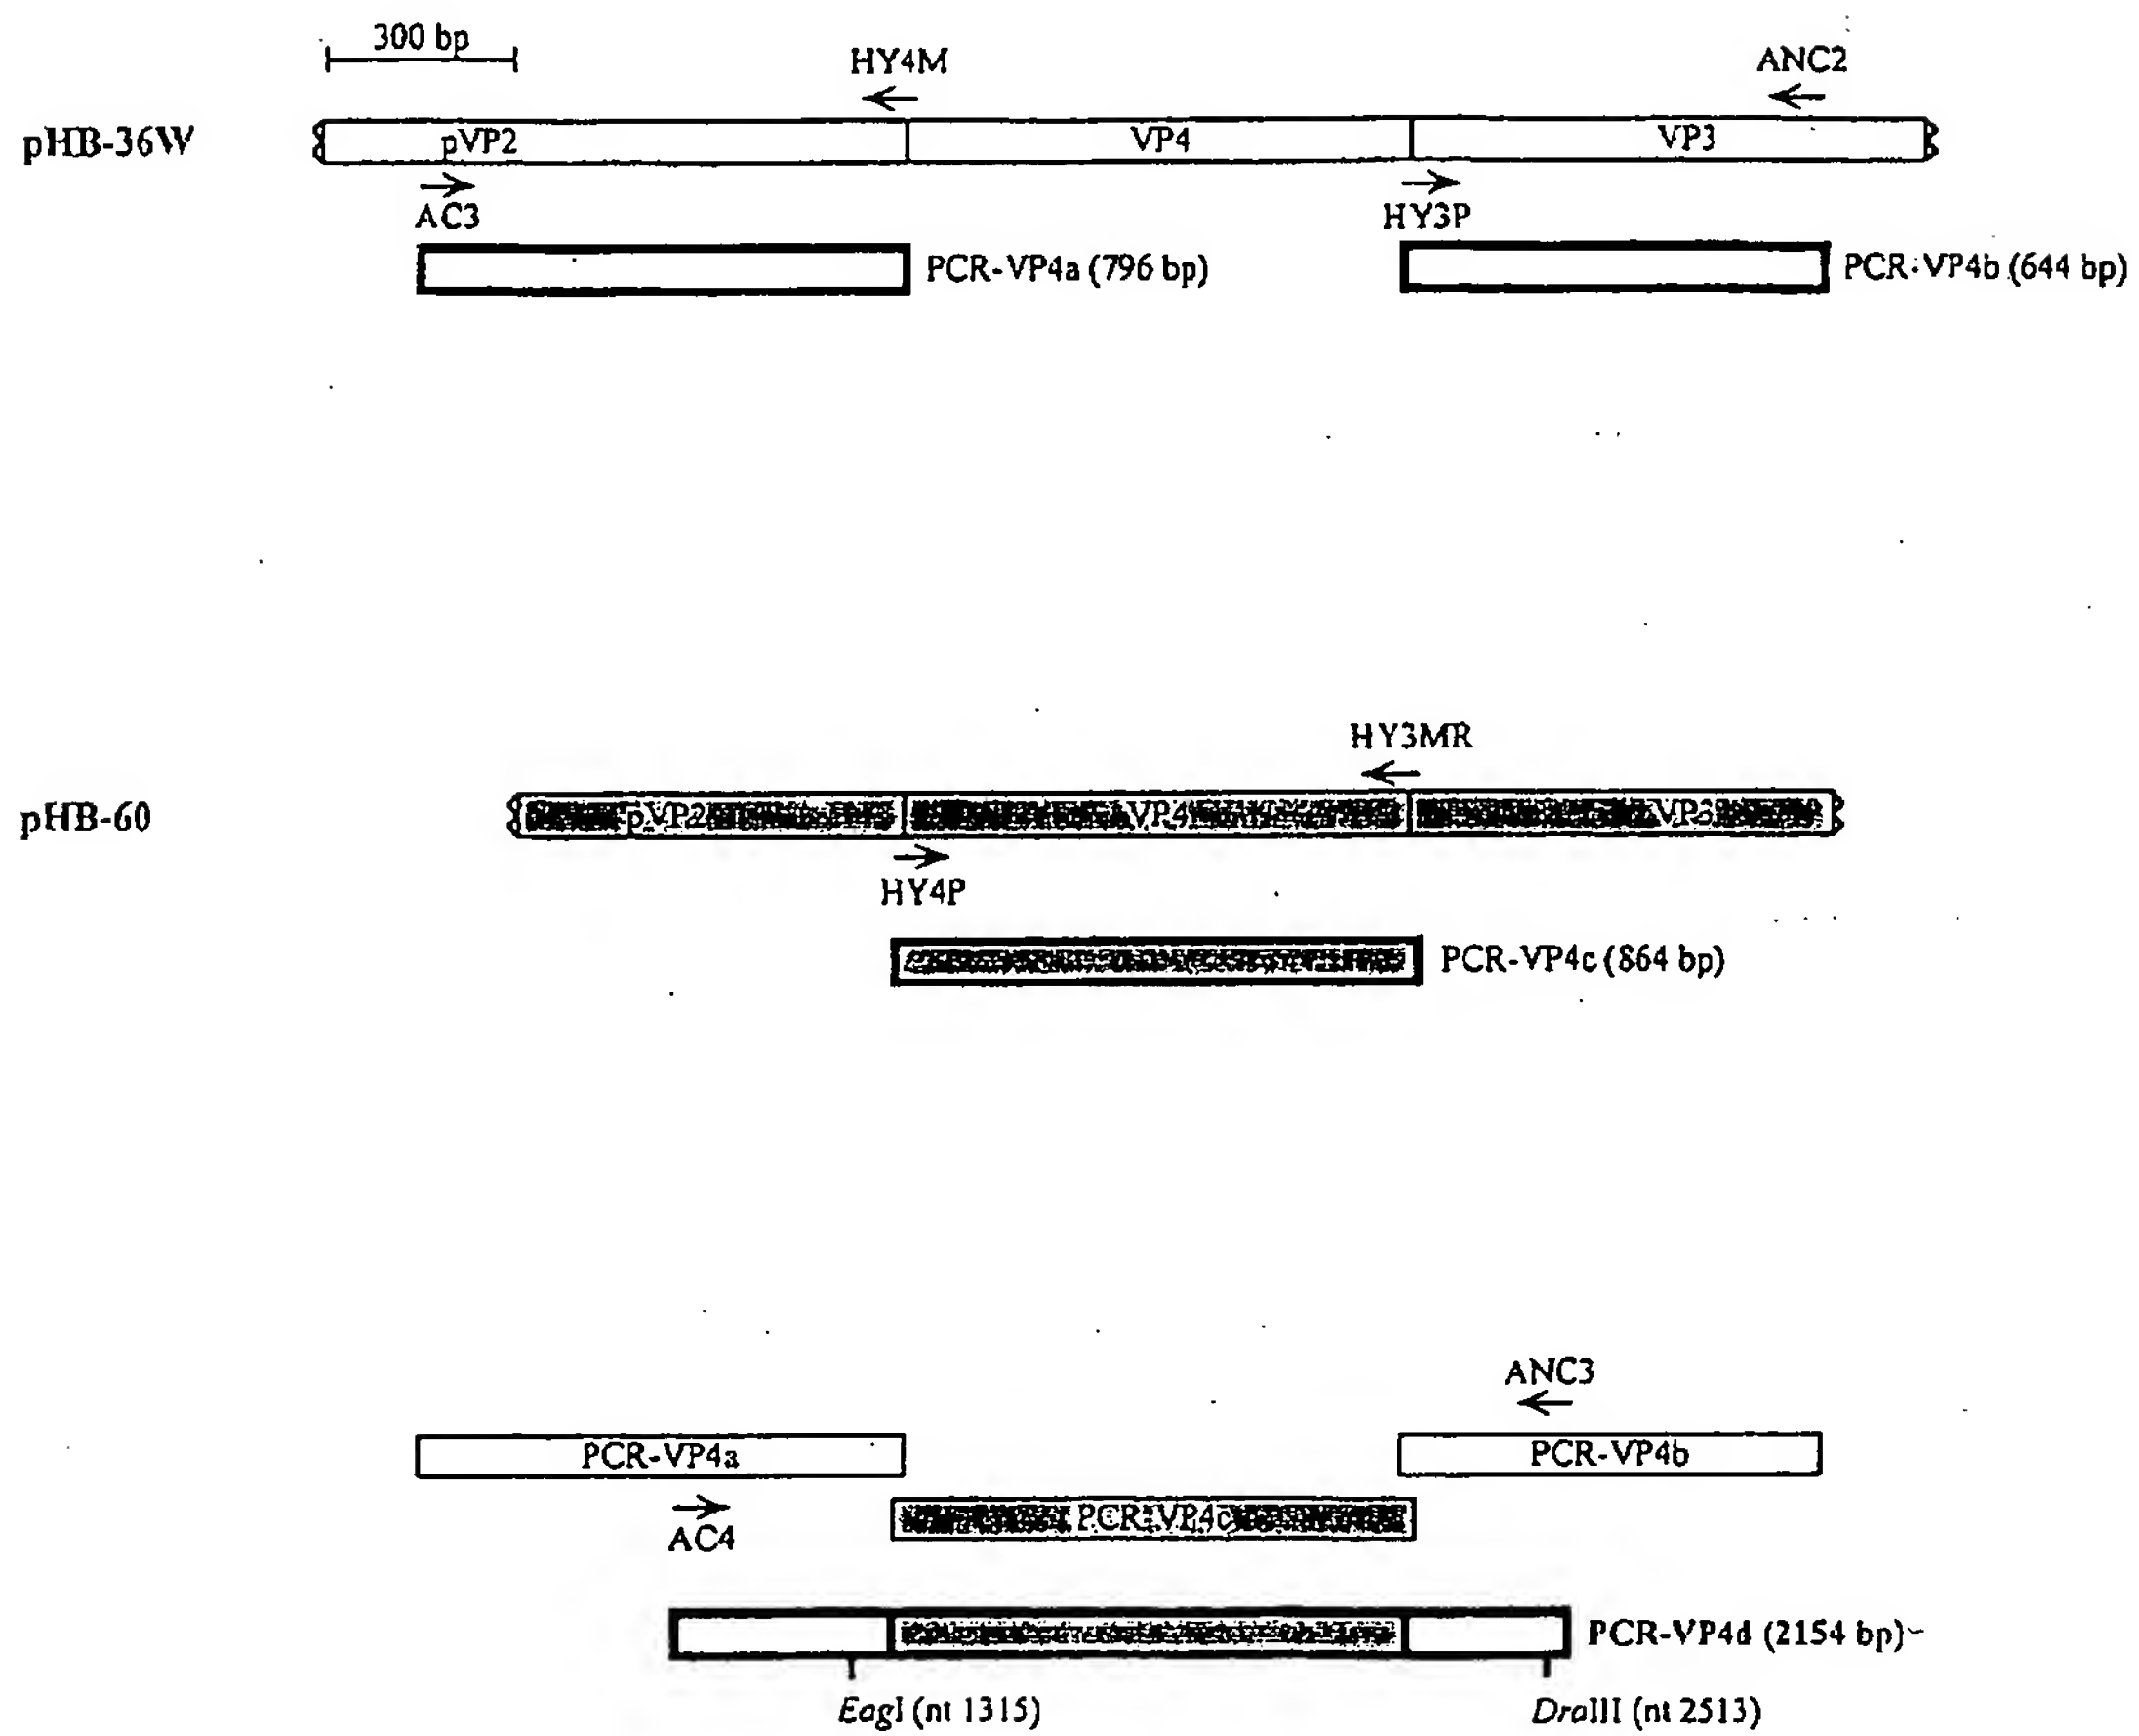 300 bp
HY4M
ANC2
pHB-36W
pVP2
VP4
VP3
AC3
HY3P
PCR-VP4a (796 bp)
PCR-VP4b (644 bp)
HY3MR
pHB-60
pVP2
VP4
VP3
HY4P
PCR-VP4c (864 bp)
ANC3
PCR-VP4a
PCR-VP4b
AC4
PCR-VP4c
PCR-VP4d (2154 bp)
EagI (nt 1315)
DraIII (nt 2513)